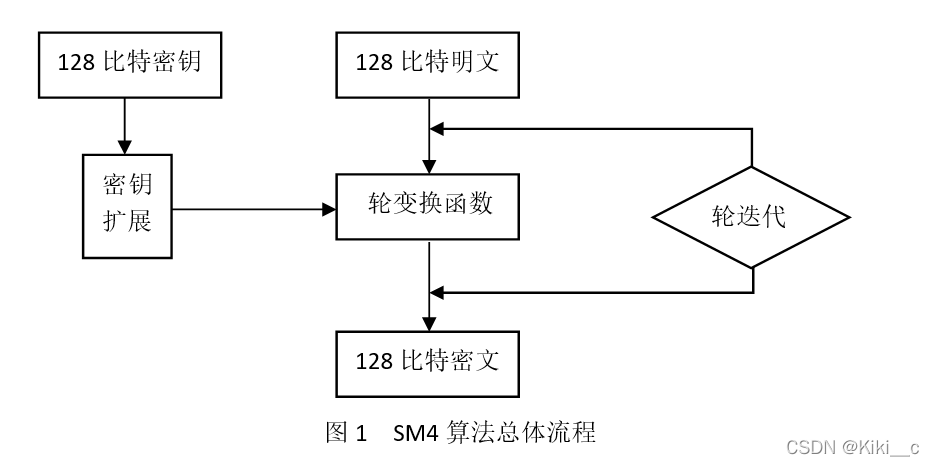 128 比特密钥
128 比特明文
密钥
扩展
轮变换函数
轮迭代
128 比特密文
图 1 SM4 算法总体流程
CSDN @Kiki__c